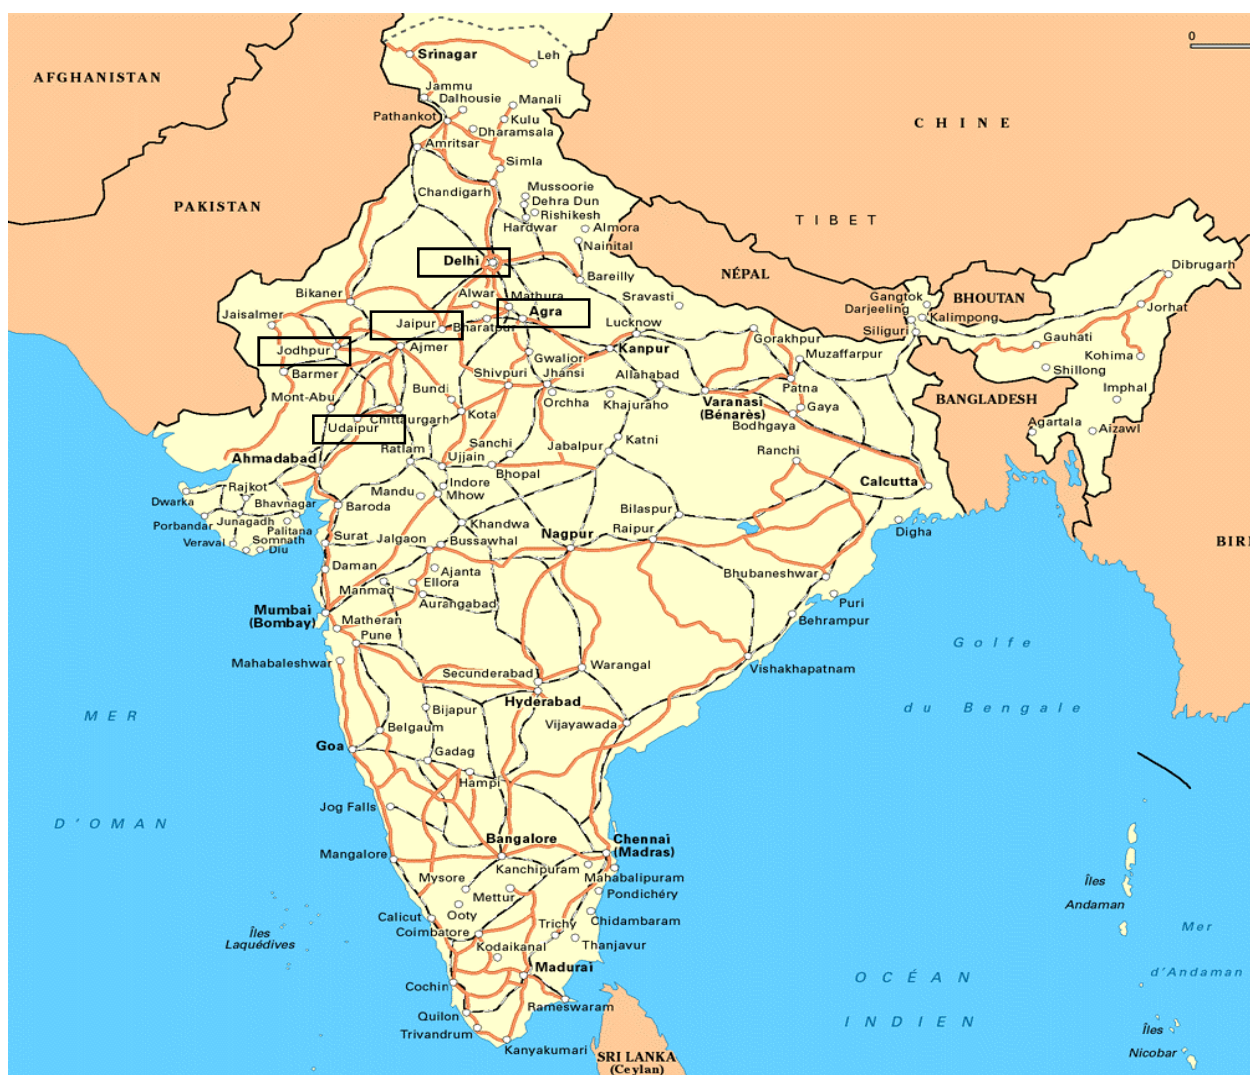 0
Srinagar
Leh
AFGHANISTAN
Jammu
Dalhousie
Manali
Pathankot
Kulu
Dharamsala
CHINE
Amritsar
Simla
Chandigarh
Mussoorie
Dehra Dun
Rishikesh
Hardwar
Almora
Nainital
PAKISTAN
TIBET
Delhi
Bareilly
NÉPAL
Dibrugarh
Bikaner
Alwar
Mathura
Sravasti
Gangtok
BHOUTAN
Jorhat
Jaisalmer
Jaipur
Bharatpur
Agra
Lucknow
Darjeeling
Kalimpong
Siliguri
Gorakhpur
Gauhati
Jodhpur
Ajmer
Gwalior
Kanpur
Muzaffarpur
Kohima
Barmer
Bundi
Shivpuri
Jhansi
Allahabad
Patna
Shillong
Mont-Abu
Orchha
Khajuraho
Varanasi
(Bénarès)
Gaya
BANGLADESH
Imphal
Chittaurgarh
Kota
Bodhgaya
Agartala
Aizawl
Udaipur
Sanchi
Jabalpur
Katni
Ratlam
Ujjain
Bhopal
Ranchi
Ahmadabad
Indore
Calcutta
Rajkot
Mandu
Mhow
Dwarka
Bhavnagar
Baroda
Bilaspur
Porbandar
Junagadh
Palitana
Khandwa
Nagpur
Raipur
Digha
Veraval
Somnath
Diu
Surat
Jalgaon
Bussawhal
BIRI
Daman
Ajanta
Ellora
Bhubaneshwar
Manmad
Aurangabad
Puri
Mumbai
(Bombay)
Matheran
Behrampur
Pune
Golfe
Mahabaleshwar
Secunderabad
Warangal
Vishakhapatnam
Hyderabad
MER
Bijapur
Vijayawada
du Bengale
Belgaum
Goa
Gadag
Hampi
Jog Falls
D'OMAN
Bangalore
Chennai
(Madras)
Mangalore
Kanchipuram
Mysore
Mettur
Mahabalipuram
Pondichéry
Îles
Andaman
Ooty
Calicut
Chidambaram
Coimbatore
Trichy
Îles
Laquédives
Kodaikanal
Thanjavur
Mer
d'Andaman
Madurai
Cochin
OCÉAN
Rameswaram
Quilon
INDIEN
Trivandrum
Kanyakumari
SRI LANKA
(Ceylan)
Îles
Nicobar